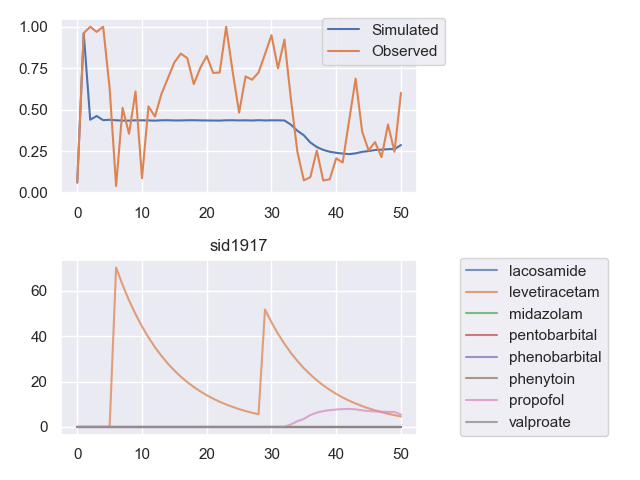 1.00
0.75
0.50
0.25
0.00
0
10
20
30
40
50
Simulated
Observed
sid1917
60
40
20
0
0
10
20
30
40
50
lacosamide
levetiracetam
midazolam
pentobarbital
phenobarbital
phenytoin
propofol
valproate